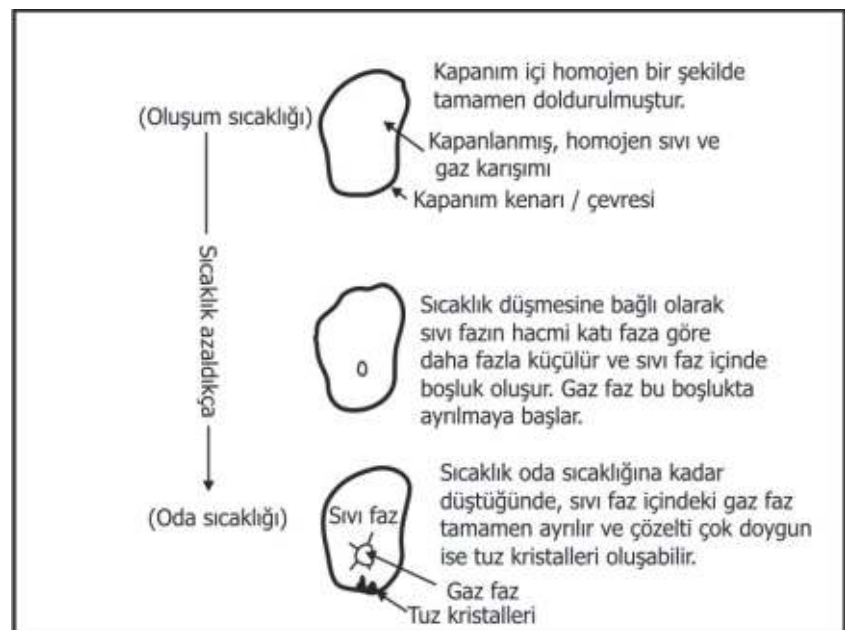 (Oluşum sıcaklığı)
Kapanım içi homojen bir şekilde
tamamen doldurulmuştur.
Kapanlanmış, homojen sıvı ve
gaz karışımı
Kapanım kenarı / çevresi
Sıcaklık azaldıkça
Sıcaklık düşmesine bağlı olarak
sıvı fazın hacmi katı faza göre
daha fazla küçülür ve sıvı faz içinde
boşluk oluşur. Gaz faz bu boşlukta
ayrılmaya başlar.
(Oda sıcaklığı)
Sıvı faz
Sıcaklık oda sıcaklığına kadar
düştüğünde, sıvı faz içindeki gaz faz
tamamen ayrılır ve çözelti çok doygun
ise tuz kristalleri oluşabilir.
Gaz faz
Tuz kristalleri